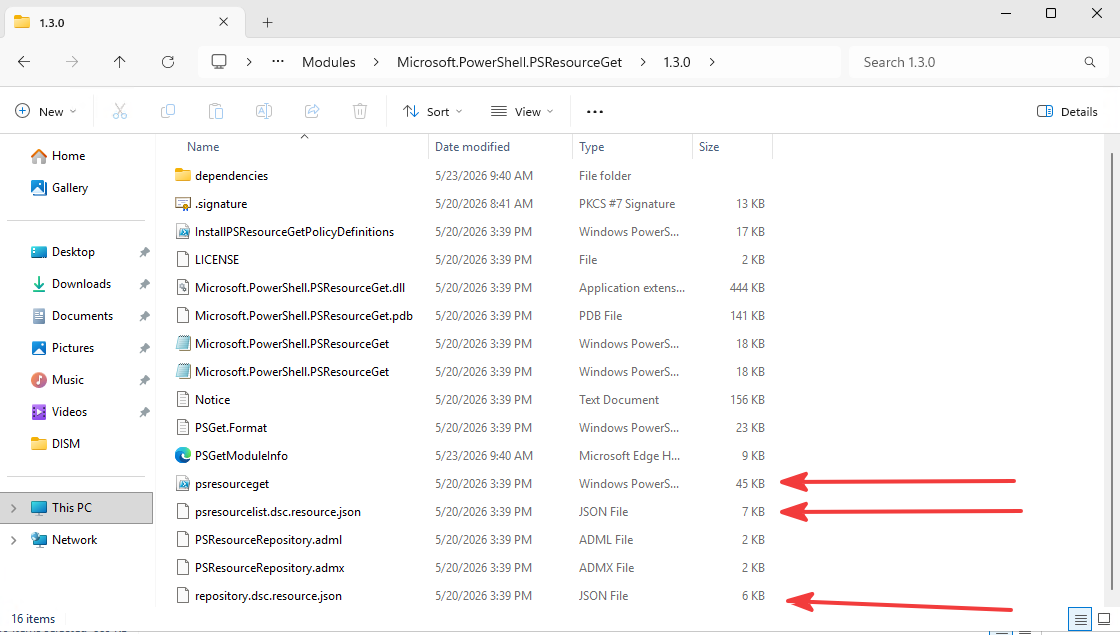 1.3.0
Modules > Microsoft.PowerShell.PSResourceGet > 1.3.0 >
Search 1.3.0
New Sort View ... Details
Name Date modified Type Size
Home
Gallery
Desktop
Downloads
Documents
Pictures
Music
Videos
DISM
This PC
Network
dependencies 5/23/2026 9:40 AM File folder
.signature 5/20/2026 8:41 AM PKCS #7 Signature 13 KB
InstallPSResourceGetPolicyDefinitions 5/20/2026 3:39 PM Windows PowerS... 17 KB
LICENSE 5/20/2026 3:39 PM File 2 KB
Microsoft.PowerShell.PSResourceGet.dll 5/20/2026 3:39 PM Application extens... 444 KB
Microsoft.PowerShell.PSResourceGet.pdb 5/20/2026 3:39 PM PDB File 141 KB
Microsoft.PowerShell.PSResourceGet 5/20/2026 3:39 PM Windows PowerS... 18 KB
Microsoft.PowerShell.PSResourceGet 5/20/2026 3:39 PM Windows PowerS... 18 KB
Notice 5/20/2026 3:39 PM Text Document 156 KB
PSGet.Format 5/20/2026 3:39 PM Windows PowerS... 23 KB
PSGetModuleInfo 5/23/2026 9:40 AM Microsoft Edge H... 9 KB
psresourceget 5/20/2026 3:39 PM Windows PowerS... 45 KB
psresourcelist.dsc.resource.json 5/20/2026 3:39 PM JSON File 7 KB
PSResourceRepository.adml 5/20/2026 3:39 PM ADML File 2 KB
PSResourceRepository.admx 5/20/2026 3:39 PM ADMX File 2 KB
repository.dsc.resource.json 5/20/2026 3:39 PM JSON File 6 KB
16 items